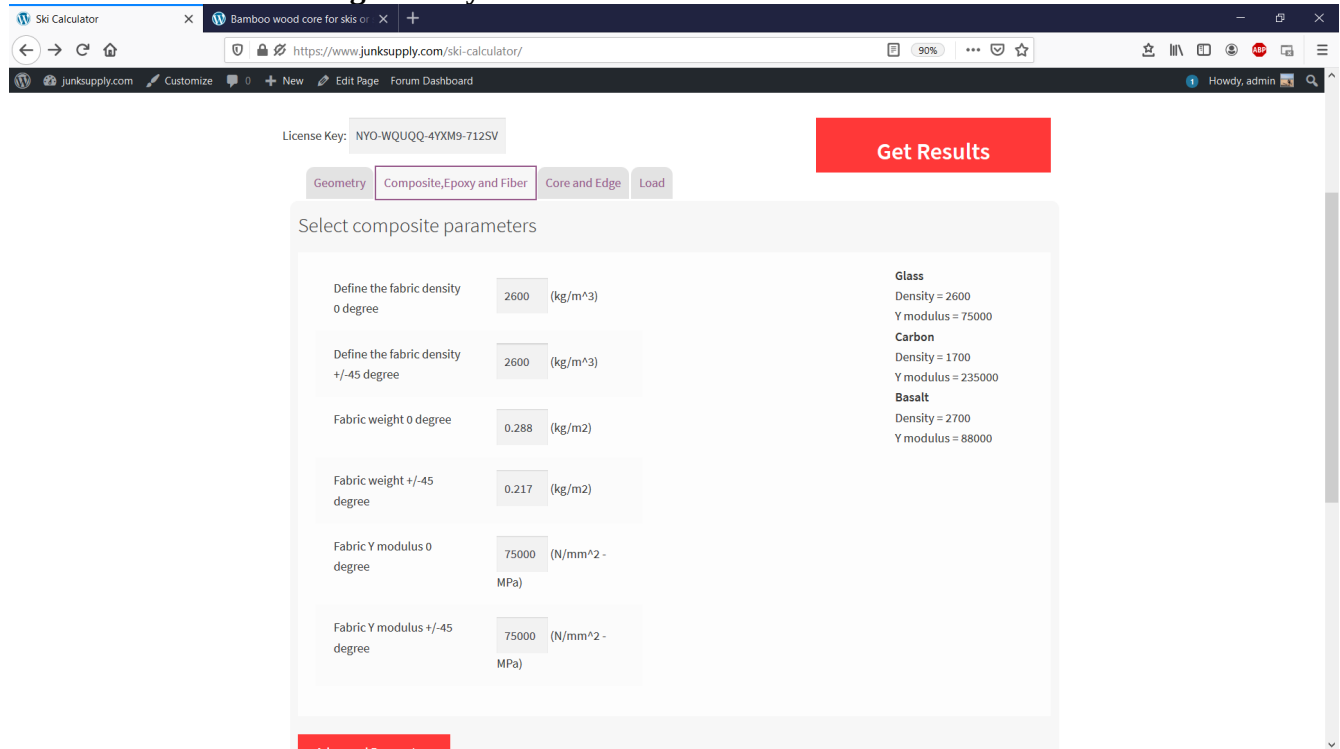 Ski Calculator
Bamboo wood core for skis or
https://www.junksupply.com/ski-calculator/
90%
ABP
junksupply.com
Customize
0
New
Edit Page
Forum Dashboard
1
Howdy, admin
License Key:
NYO-WQUQQ-4YXM9-712SV
Get Results
Geometry
Composite,Epoxy and Fiber
Core and Edge
Load
Select composite parameters
Define the fabric density
0 degree
2600
(kg/m^3)
Define the fabric density
+/-45 degree
2600
(kg/m^3)
Fabric weight 0 degree
0.288
(kg/m2)
Fabric weight +/-45
degree
0.217
(kg/m2)
Fabric Y modulus 0
degree
75000
(N/mm^2 -
MPa)
Fabric Y modulus +/-45
degree
75000
(N/mm^2 -
MPa)
Glass
Density = 2600
Y modulus = 75000
Carbon
Density = 1700
Y modulus = 235000
Basalt
Density = 2700
Y modulus = 88000